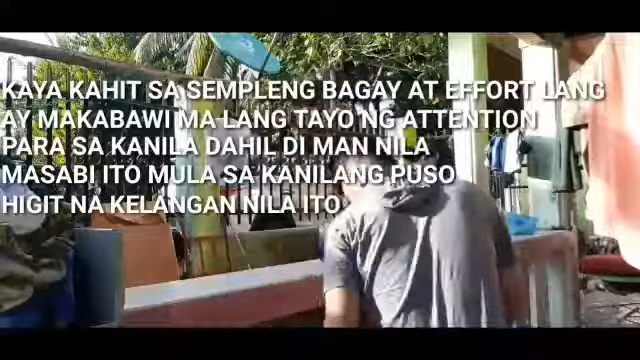 KAYA KAHIT SA SEMPLENG BAGAY AT EFFORT LANG
AY MAKABAWI MA LANG TAYO NG ATTENTION
PARA SA KANILA DAHIL DI MAN NILA
MASABI ITO MULA SA KANILANG PUSO
HIGIT NA KELANGAN NILA ITO